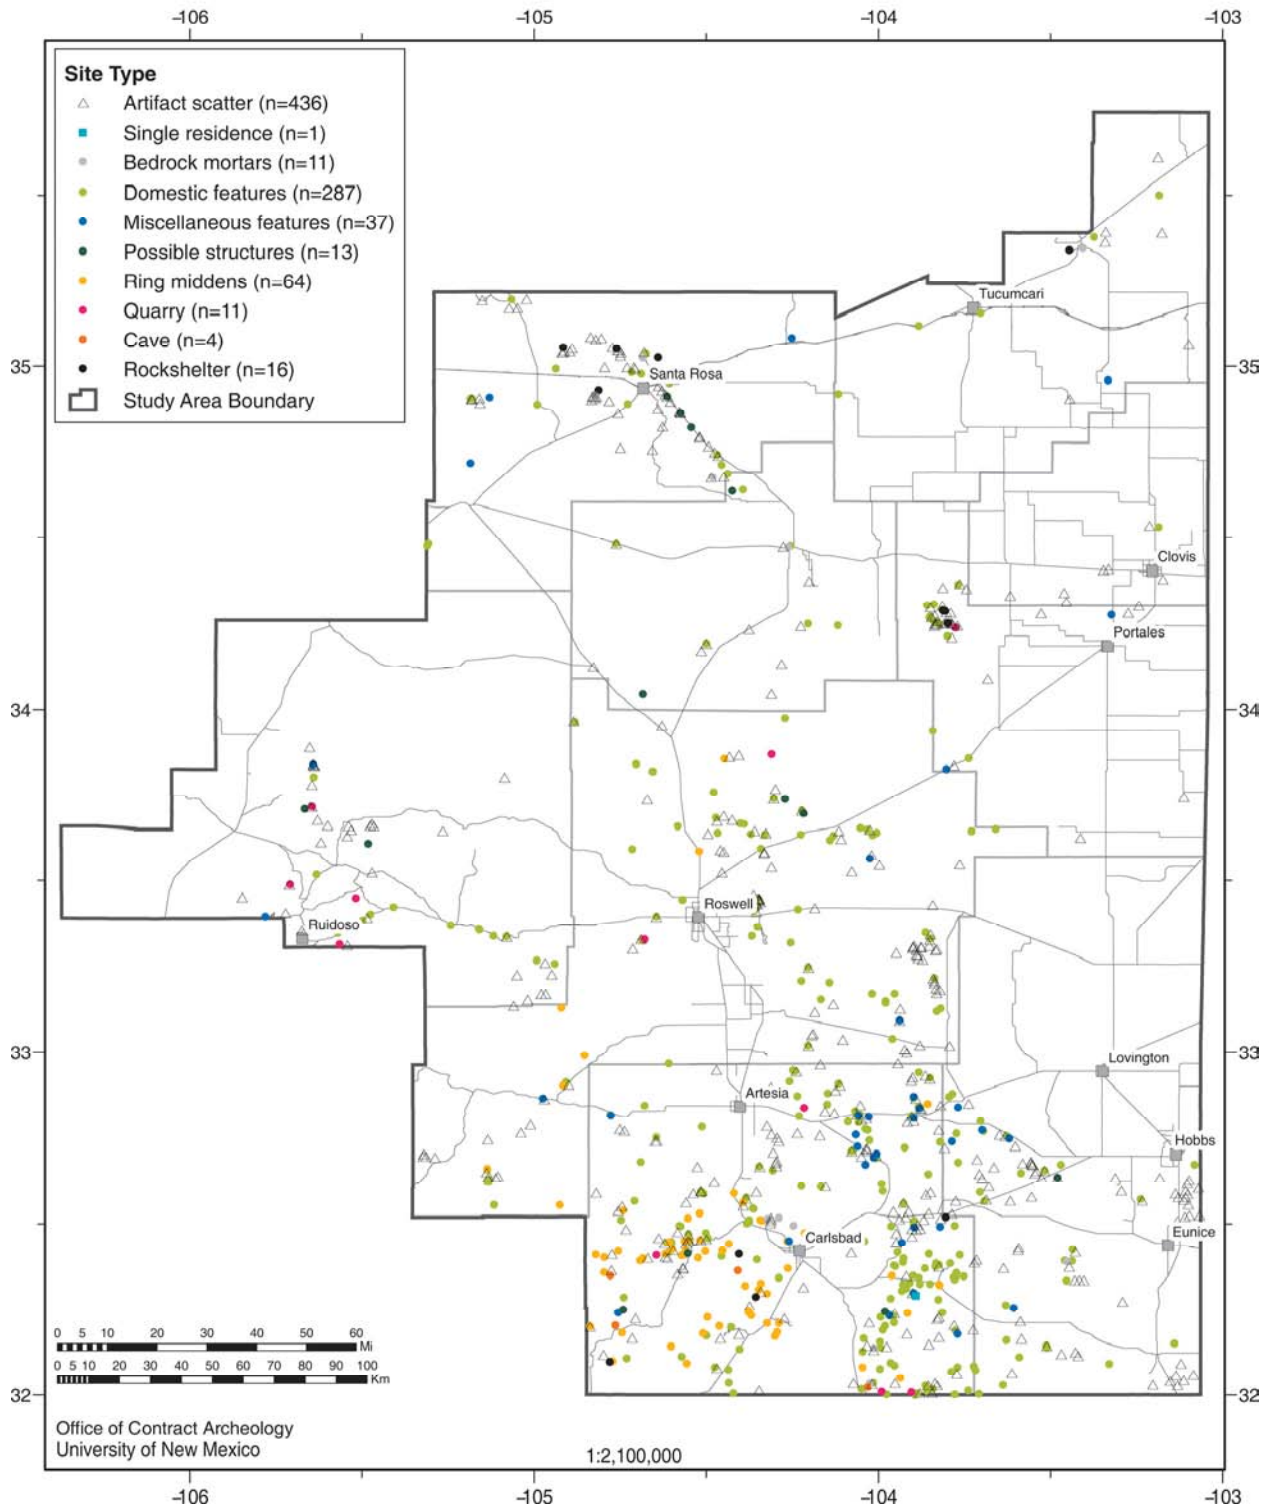 −106 −105 −104 −103
Site Type
Artifact scatter (n=436)
Single residence (n=1)
Bedrock mortars (n=11)
Domestic features (n=287)
Miscellaneous features (n=37)
Possible structures (n=13)
Ring middens (n=64)
Quarry (n=11)
Cave (n=4)
Rockshelter (n=16)
Study Area Boundary
Tucumcari
35 35
Santa Rosa
Clovis
Portales
34 34
Roswell
Ruidoso
33 33
Lovington
Artesia
Hobbs
Eunice
Carlsbad
0 5 10 20 30 40 50 60
Mi
0 5 10 20 30 40 50 60 70 80 90 100
Km
32 32
Office of Contract Archeology
University of New Mexico
1:2,100,000
−106 −105 −104 −103